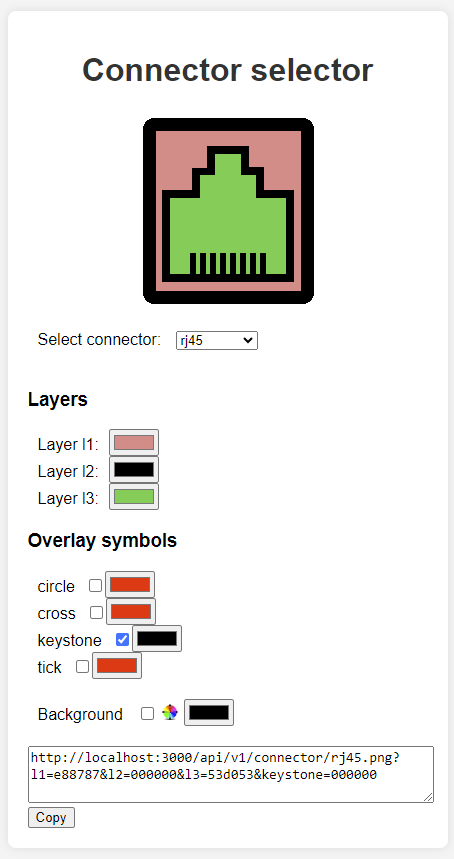 Connector selector
Select connector: rj45
Layers
Layer l1:
Layer l2:
Layer l3:
Overlay symbols
circle
cross
keystone
tick
Background
http://localhost:3000/api/v1/connector/rj45.png?
l1=e88787&l2=000000&l3=53d053&keystone=000000
Copy